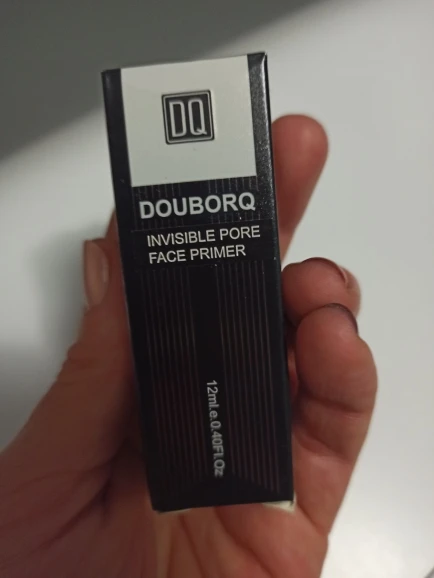 DQ
DOUBORQ
INVISIBLE PORE
FACE PRIMER
12ml.e.0.40Fl.Oz